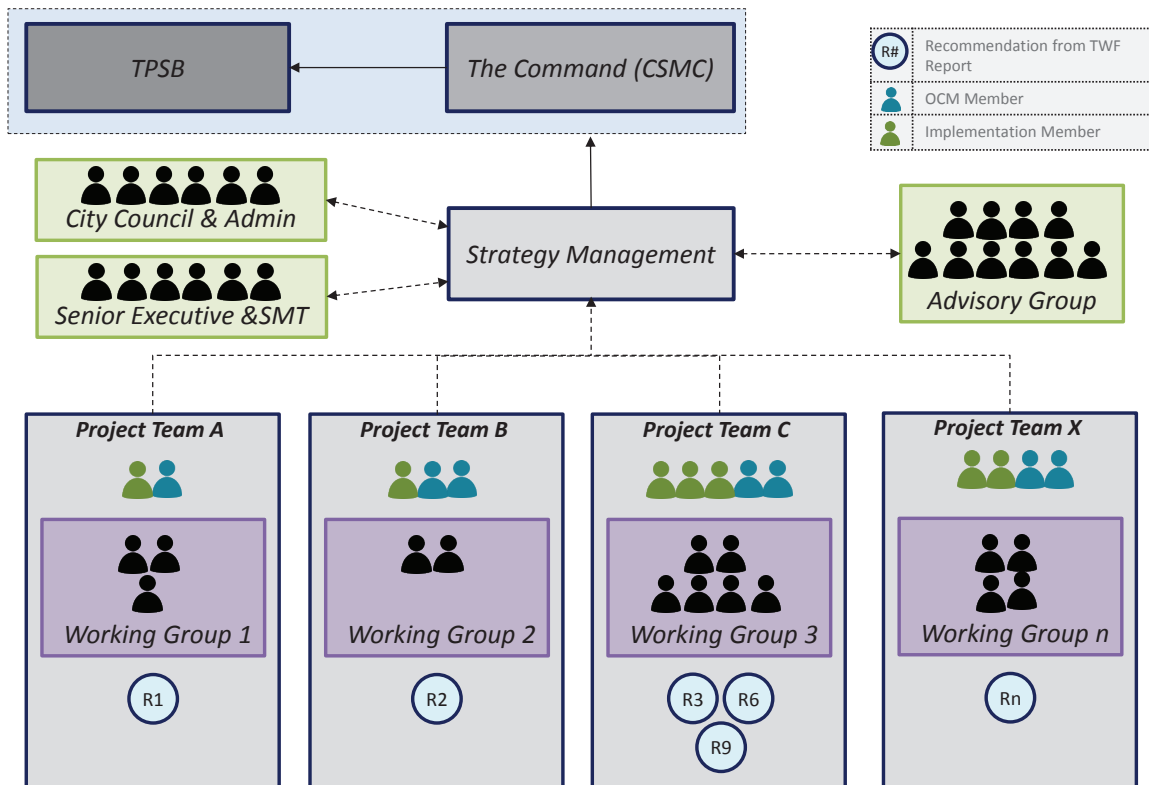 TPSB
The Command (CSMC)
R#
Recommendation from TWF
Report
OCM Member
Implementation Member
City Council & Admin
Strategy Management
Senior Executive &SMT
Advisory Group
Project Team A
Project Team B
Project Team C
Project Team X
Working Group 1
Working Group 2
Working Group 3
Working Group n
R1
R2
R3
R6
R9
Rn